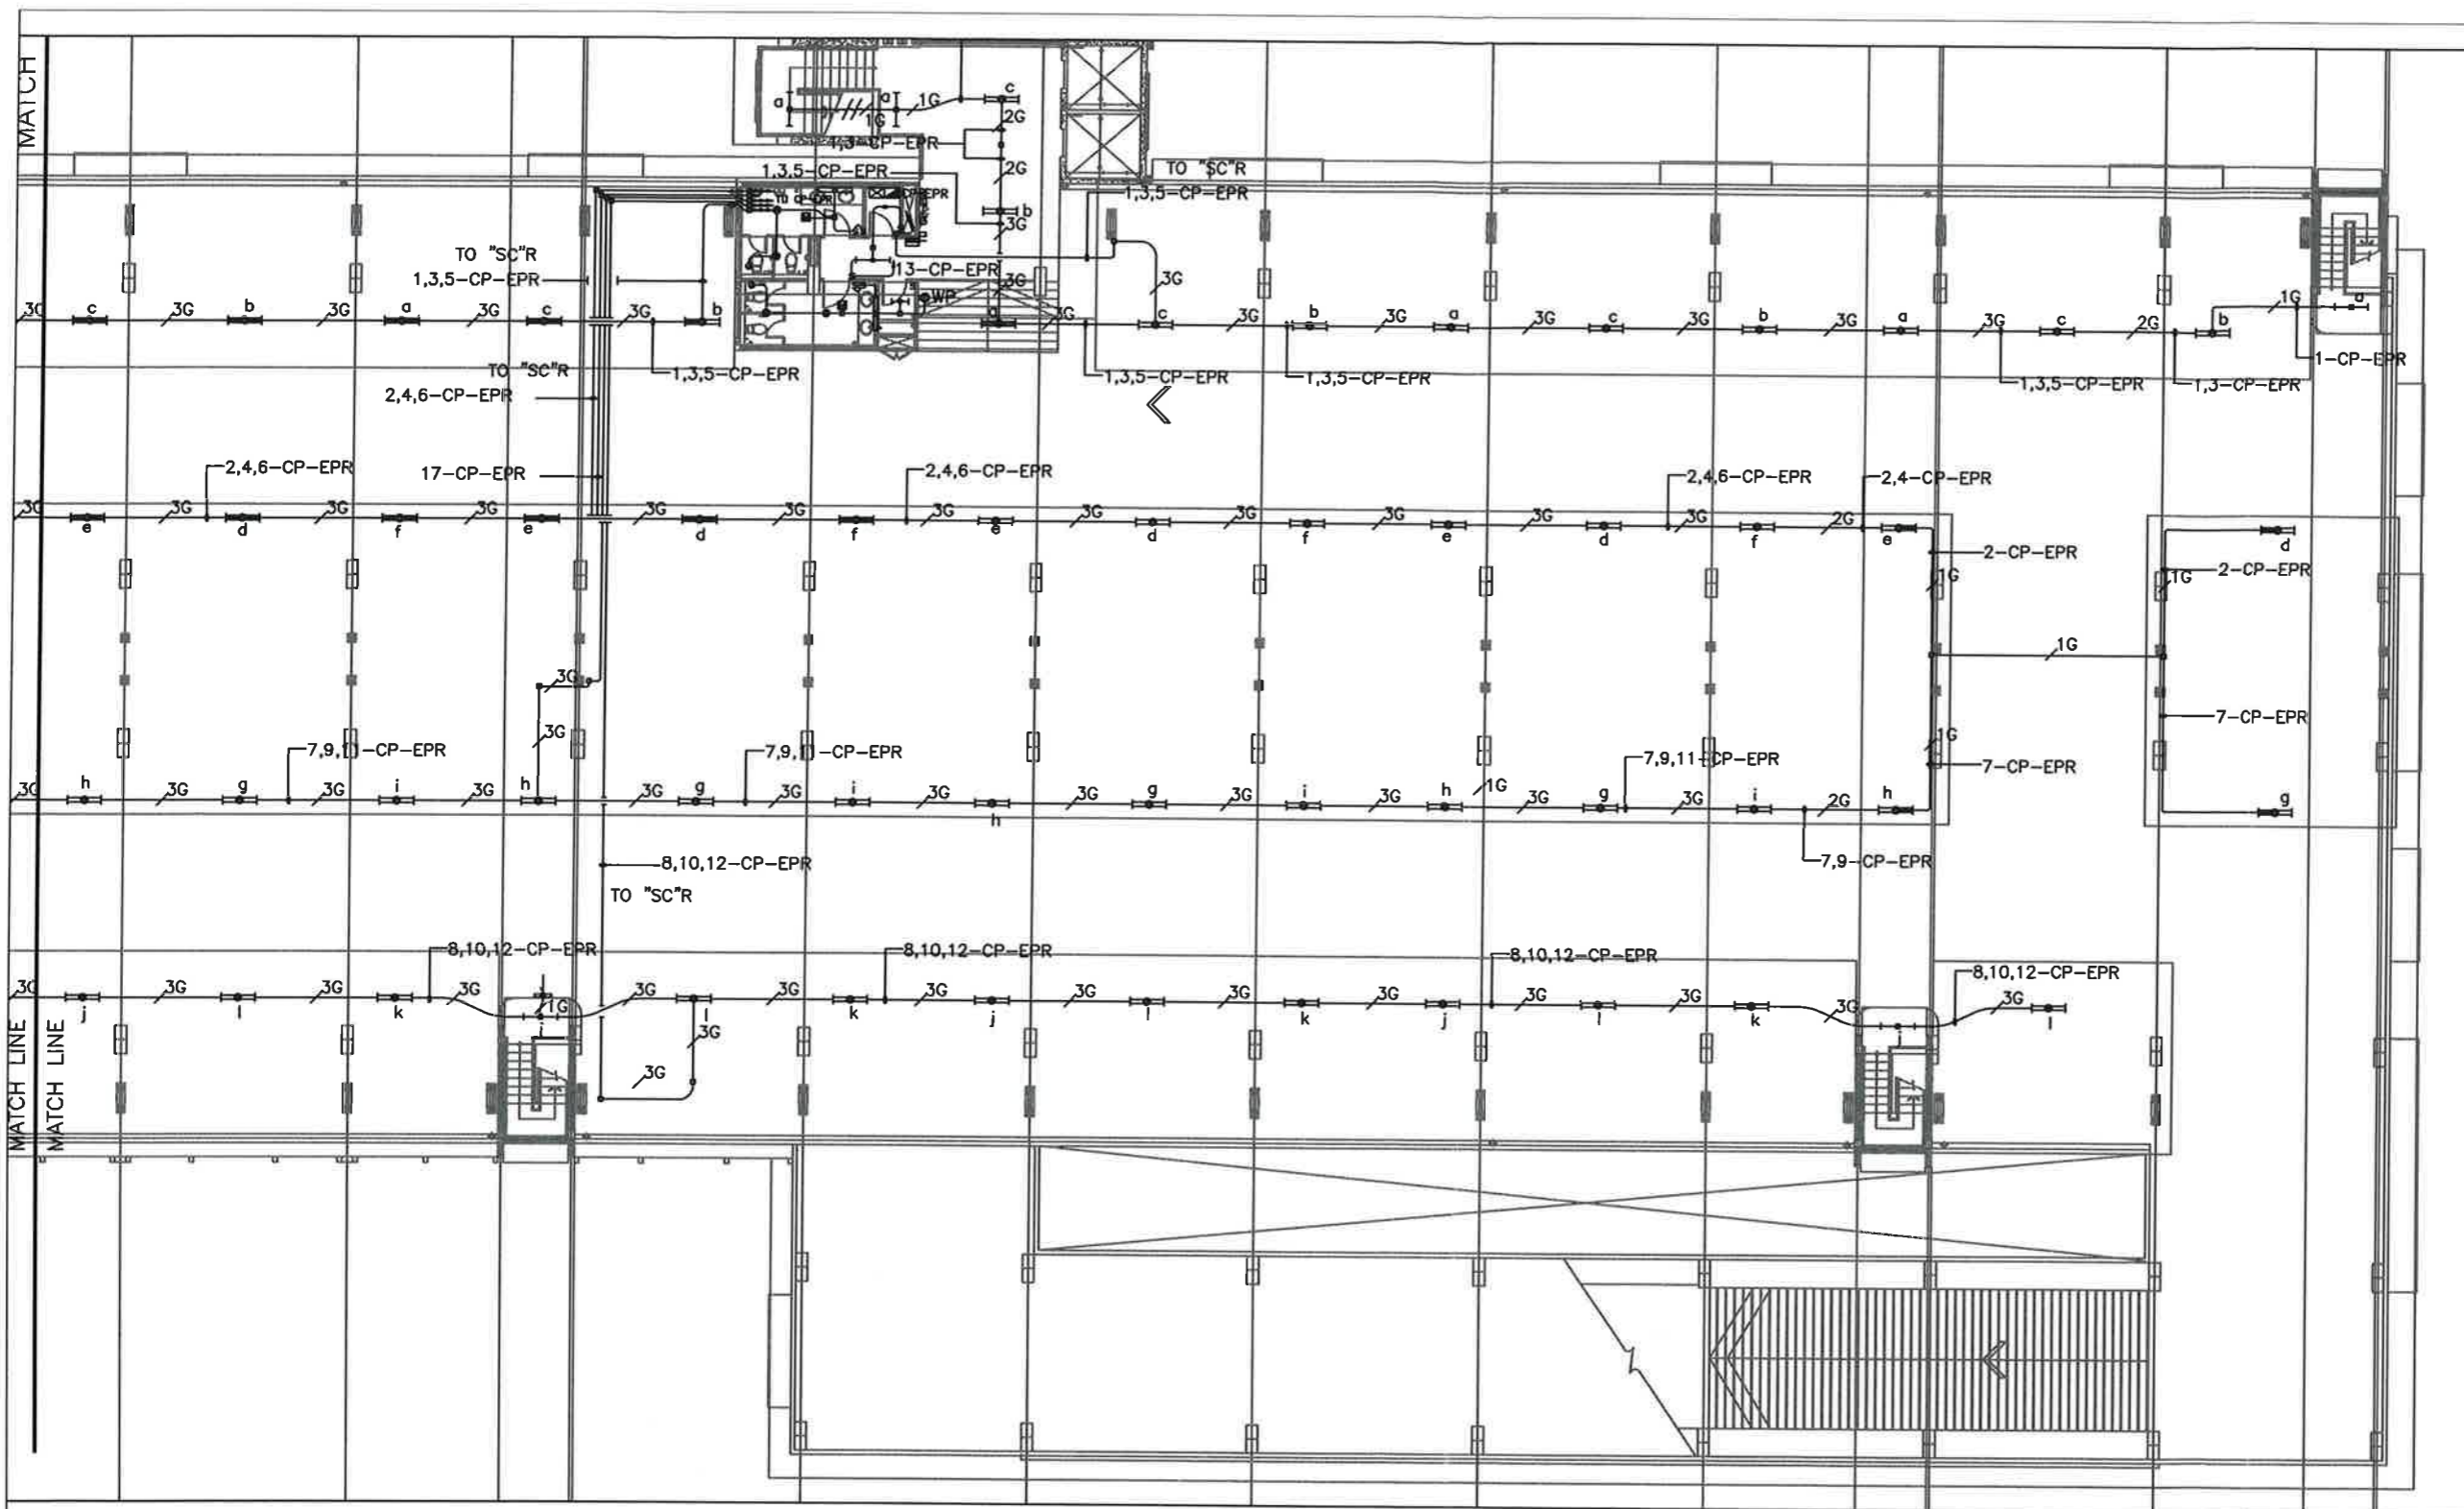 MATCH
c
a
a
1G
1G
2G
1,3-CP-EPR
1,3,5-CP-EPR
2G
TO "SC"R
1,3,5-CP-EPR
CP-EPR
b
3G
TO "SC"R
1,3,5-CP-EPR
13-CP-EPR
3G
3G
WP
1G
a
3G
c
3G
b
3G
a
3G
c
3G
b
a
3G
c
3G
b
3G
a
3G
c
3G
b
3G
a
3G
c
2G
b
1-CP-EPR
TO "SC"R
1,3,5-CP-EPR
1,3,5-CP-EPR
1,3,5-CP-EPR
1,3,5-CP-EPR
1,3-CP-EPR
2,4,6-CP-EPR
2,4,6-CP-EPR
17-CP-EPR
2,4,6-CP-EPR
2,4,6-CP-EPR
2,4-CP-EPR
3G
e
3G
d
3G
f
3G
e
3G
d
3G
f
3G
e
3G
d
3G
f
3G
e
3G
d
3G
f
2G
e
d
2-CP-EPR
2-CP-EPR
1G
1G
1G
3G
3G
7-CP-EPR
7,9,11-CP-EPR
7,9,11-CP-EPR
7,9,11-CP-EPR
1G
7-CP-EPR
3G
h
3G
g
3G
i
3G
h
3G
g
3G
i
3G
h
3G
g
3G
i
3G
h
1G
3G
g
3G
i
2G
h
g
8,10,12-CP-EPR
7,9-CP-EPR
TO "SC"R
8,10,12-CP-EPR
8,10,12-CP-EPR
8,10,12-CP-EPR
8,10,12-CP-EPR
3G
j
3G
l
3G
k
3G
1G
j
3G
l
3G
k
3G
j
3G
l
3G
k
3G
j
3G
l
3G
k
3G
j
3G
l
3G
3G
MATCH LINE
MATCH LINE